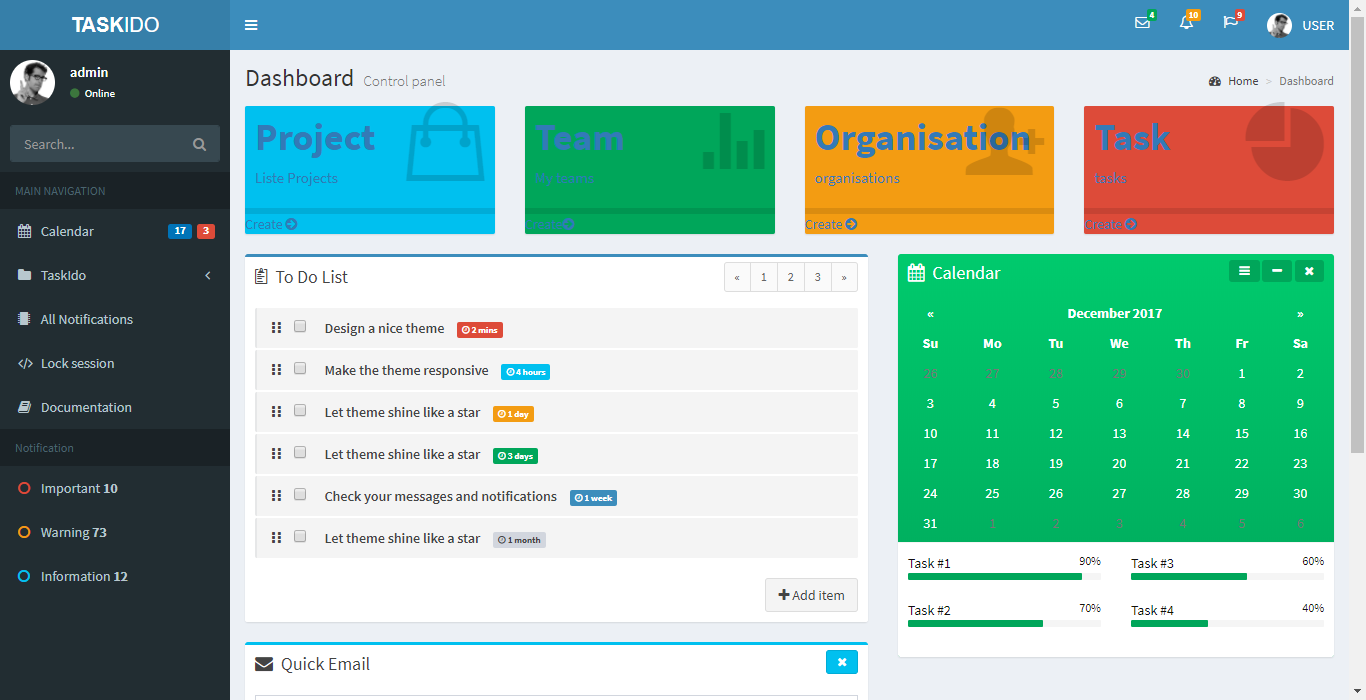 TASKIDO
4
10
9
USER
admin
Online
Search...
MAIN NAVIGATION
Calendar 17 3
TaskIdo
All Notifications
Lock session
Documentation
Notification
Important 10
Warning 73
Information 12
Dashboard Control panel
Home > Dashboard
Project
Liste Projects
Create
Team
My teams
Create
Organisation
organisations
Create
Task
tasks
Create
To Do List
« 1 2 3 »
Design a nice theme 2 mins
Make the theme responsive 4 hours
Let theme shine like a star 1 day
Let theme shine like a star 3 days
Check your messages and notifications 1 week
Let theme shine like a star 1 month
Add item
Quick Email
Calendar
« December 2017 »
Su Mo Tu We Th Fr Sa
26 27 28 29 30 1 2
3 4 5 6 7 8 9
10 11 12 13 14 15 16
17 18 19 20 21 22 23
24 25 26 27 28 29 30
31 1 2 3 4 5 6
Task #1 90%
Task #3 60%
Task #2 70%
Task #4 40%